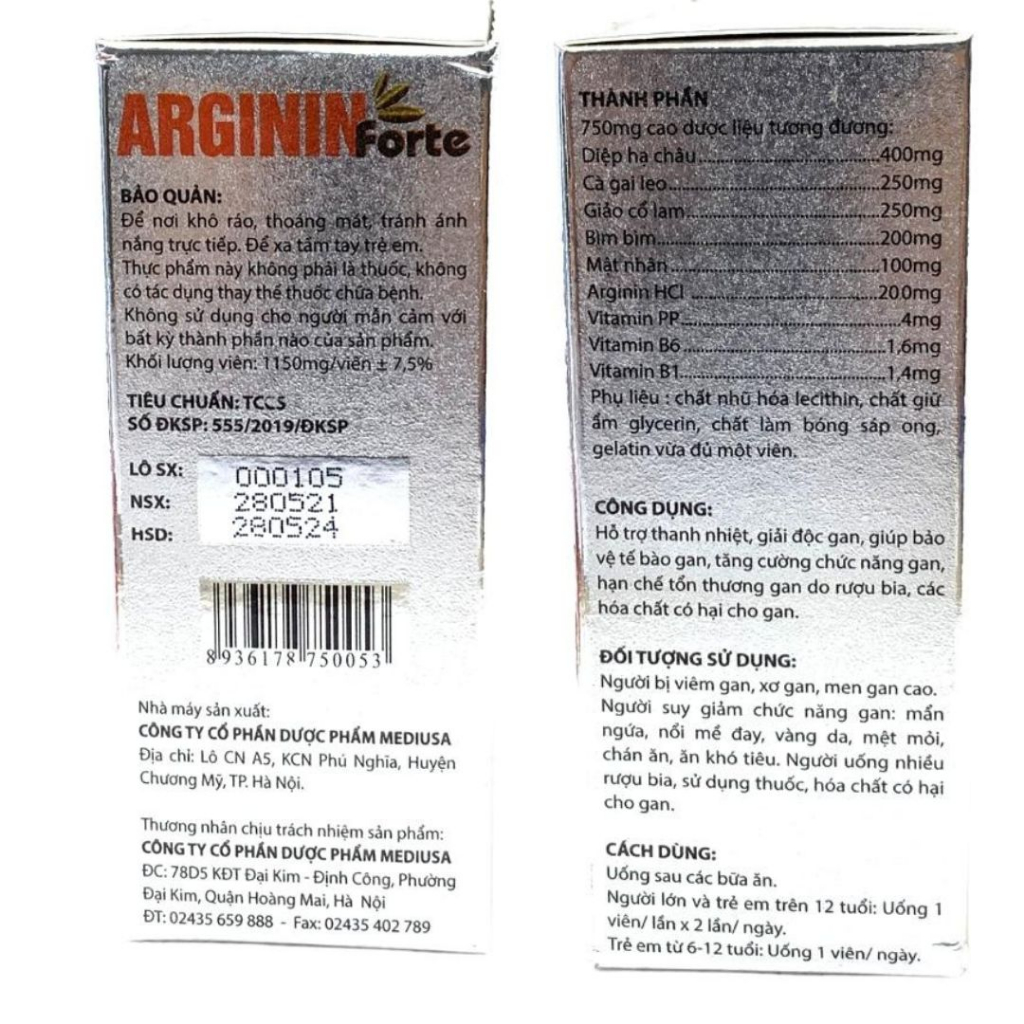 ARGININ Forte
BẢO QUẢN:
Để nơi khô ráo, thoáng mát, tránh ánh
nắng trực tiếp. Để xa tầm tay trẻ em.
Thực phẩm này không phải là thuốc, không
có tác dụng thay thế thuốc chữa bệnh.
Không sử dụng cho người mẫn cảm với
bất kỳ thành phần nào của sản phẩm.
Khối lượng viên: 1150mg/viên ± 7,5%
TIÊU CHUẨN: TCCS
SỐ ĐKSP: 555/2019/ĐKSP
LÔ SX: 000105
NSX: 280521
HSD: 280524
8936178750053
Nhà máy sản xuất:
CÔNG TY CỔ PHẦN DƯỢC PHẨM MEDIUSA
Địa chỉ: Lô CN A5, KCN Phú Nghĩa, Huyện
Chương Mỹ, TP. Hà Nội.
Thương nhân chịu trách nhiệm sản phẩm:
CÔNG TY CỔ PHẦN DƯỢC PHẨM MEDIUSA
ĐC: 78D5 KĐT Đại Kim - Định Công, Phường
Đại Kim, Quận Hoàng Mai, Hà Nội
ĐT: 02435 659 888 - Fax: 02435 402 789
THÀNH PHẦN
750mg cao dược liệu tương đương:
Diệp hạ châu..........................400mg
Cà gai leo..............................250mg
Giảo cổ lam............................250mg
Bìm bìm................................200mg
Mật nhân...............................100mg
Arginin HCl ...........................200mg
Vitamin PP..............................4mg
Vitamin B6.............................1,6mg
Vitamin B1.............................1,4mg
Phụ liệu : chất nhũ hóa lecithin, chất giữ
ẩm glycerin, chất làm bóng sáp ong,
gelatin vừa đủ một viên.
CÔNG DỤNG:
Hỗ trợ thanh nhiệt, giải độc gan, giúp bảo
vệ tế bào gan, tăng cường chức năng gan,
hạn chế tổn thương gan do rượu bia, các
hóa chất có hại cho gan.
ĐỐI TƯỢNG SỬ DỤNG:
Người bị viêm gan, xơ gan, men gan cao.
Người suy giảm chức năng gan: mẩn
ngứa, nổi mề đay, vàng da, mệt mỏi,
chán ăn, ăn khó tiêu. Người uống nhiều
rượu bia, sử dụng thuốc, hóa chất có hại
cho gan.
CÁCH DÙNG:
Uống sau các bữa ăn.
Người lớn và trẻ em trên 12 tuổi: Uống 1
viên/ lần x 2 lần/ ngày.
Trẻ em từ 6-12 tuổi: Uống 1 viên/ ngày.